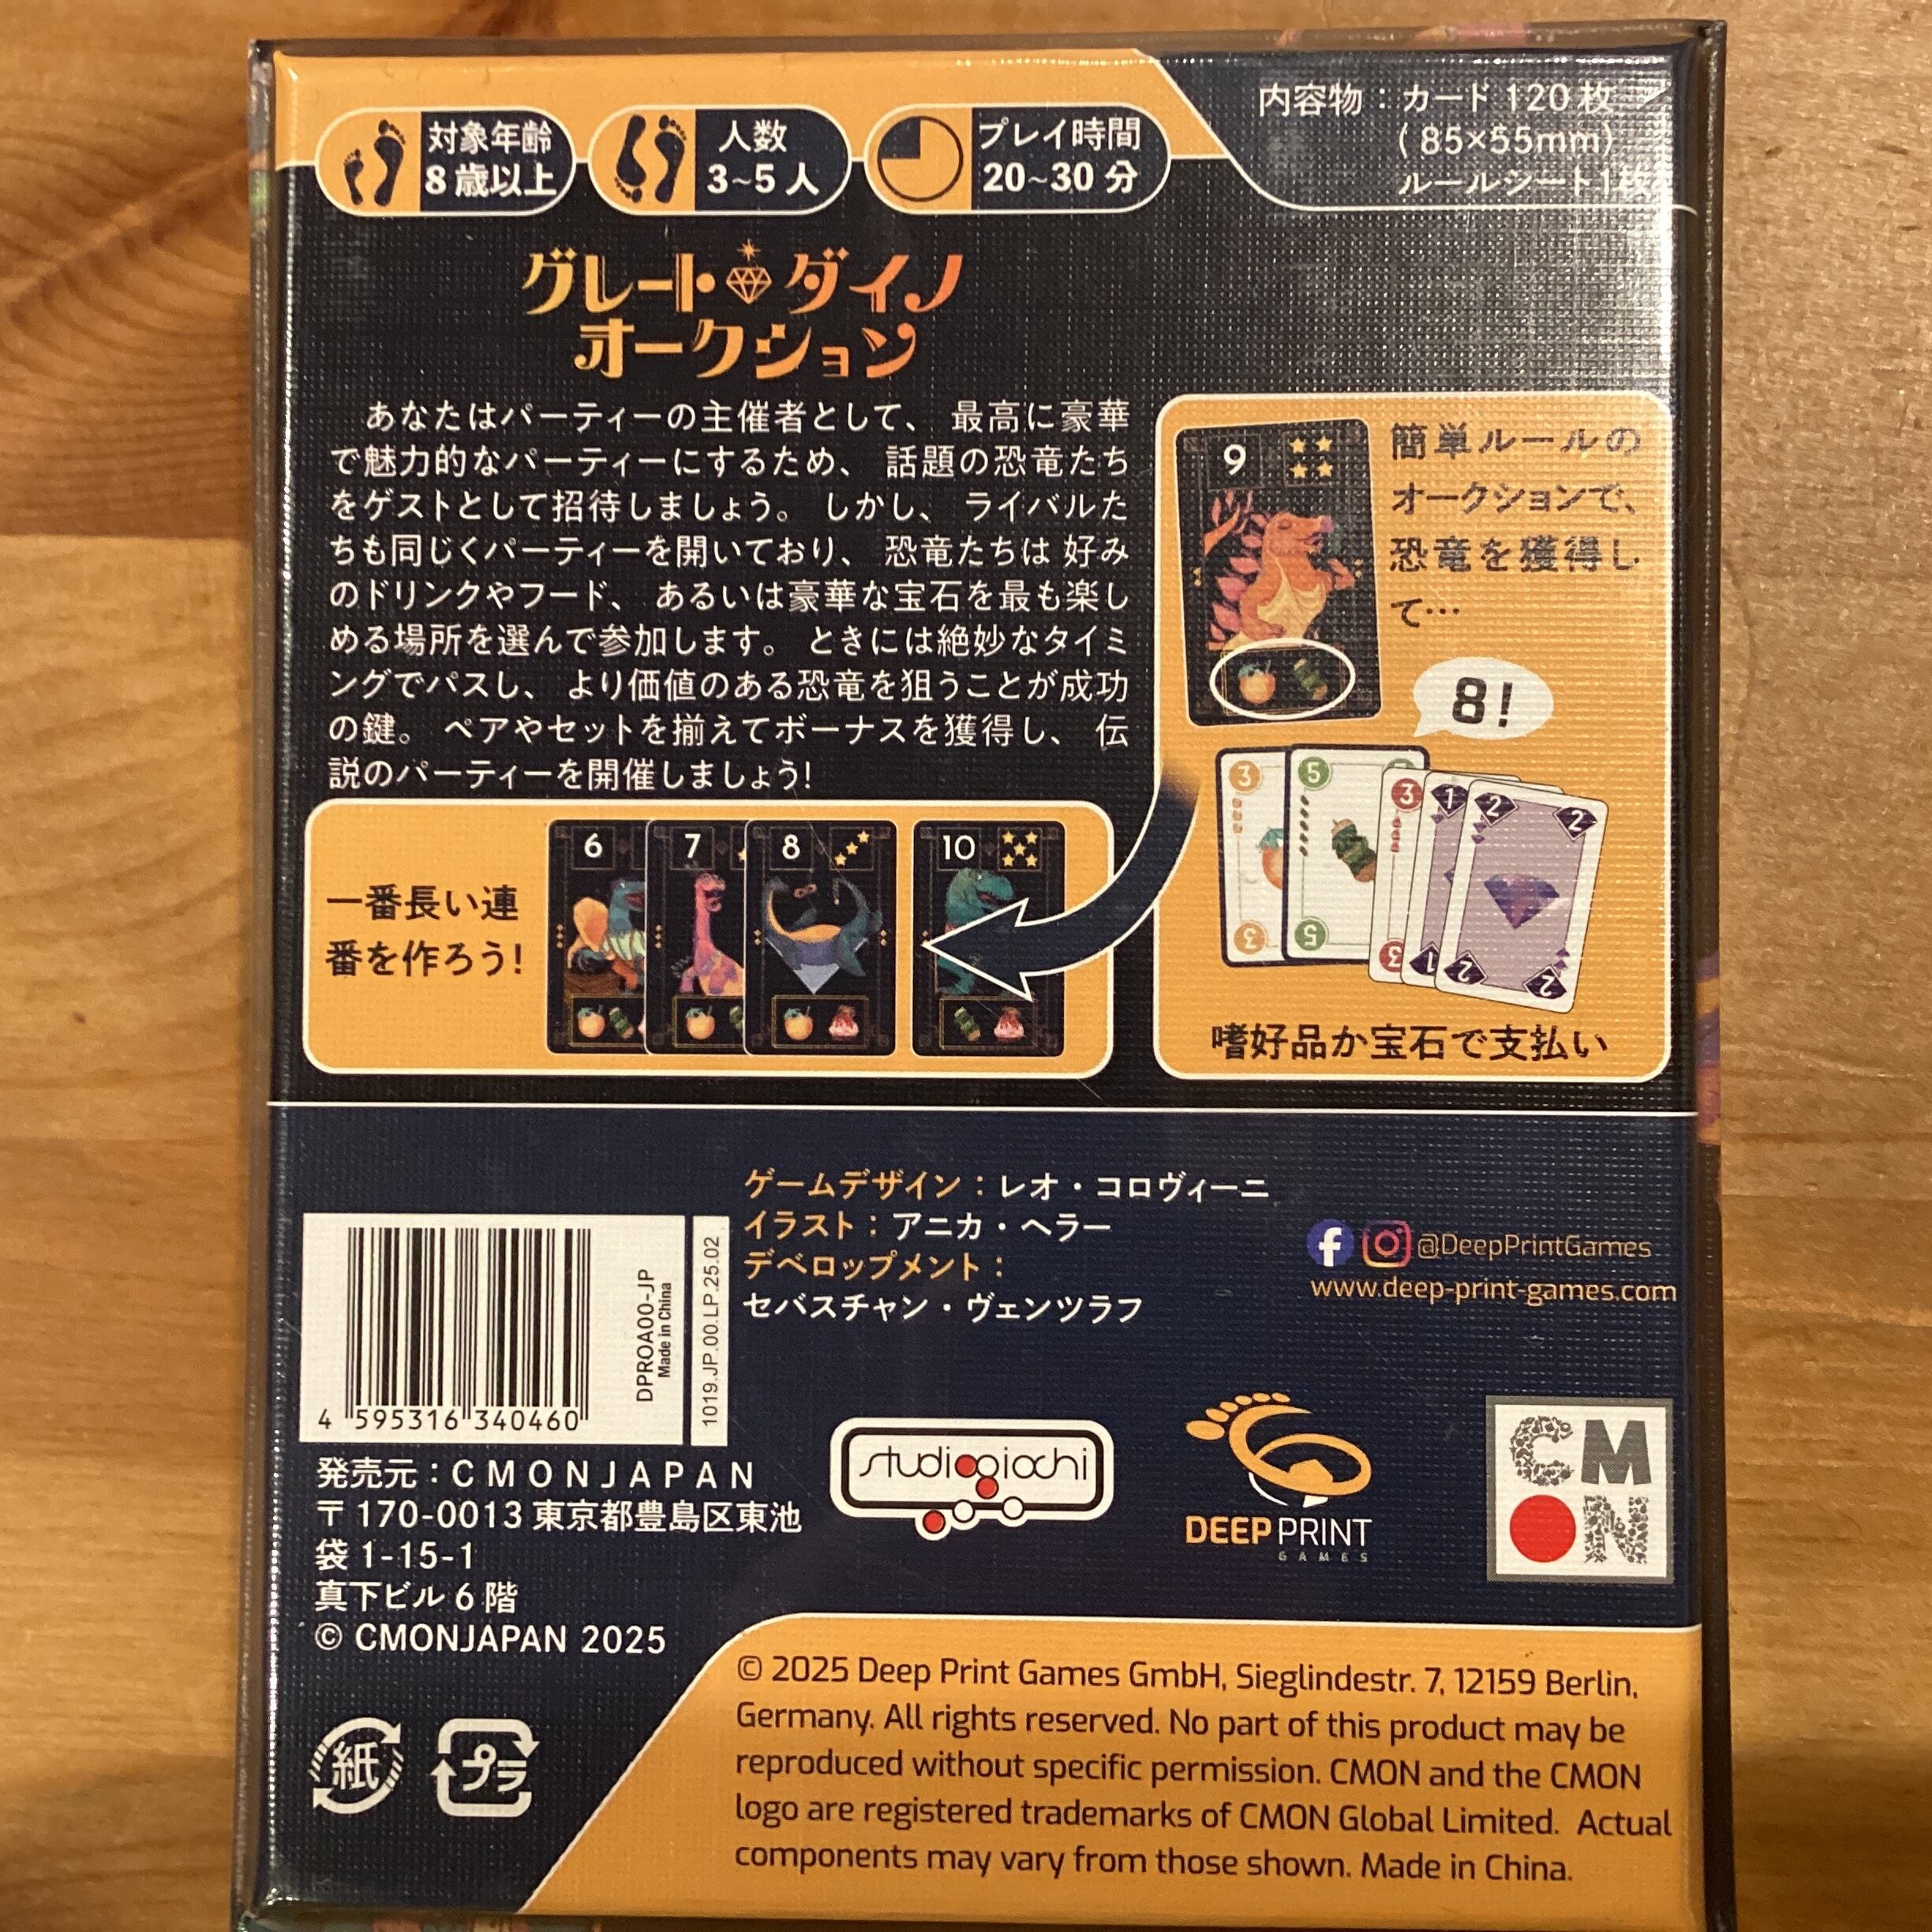 対象年齢
8歳以上
人数
3~5人
プレイ時間
20~30分
内容物：カード 120枚
(85×55mm)
ルールシート1枚
グレート・ダイノ
オークション
あなたはパーティーの主催者として、最高に豪華
で魅力的なパーティーにするため、話題の恐竜たち
をゲストとして招待しましょう。しかし、ライバルた
ちも同じくパーティーを開いており、恐竜たちは 好み
のドリンクやフード、あるいは豪華な宝石を最も楽し
める場所を選んで参加します。ときには絶妙なタイミ
ングでパスし、より価値のある恐竜を狙うことが成功
の鍵。ペアやセットを揃えてボーナスを獲得し、伝
説のパーティーを開催しましょう!
9
簡単ルールの
オークションで、
恐竜を獲得し
て…
8!
3
5
3
1
2
2
3
5
3
1
2
2
嗜好品か宝石で支払い
一番長い連
番を作ろう!
6
7
8
10
ゲームデザイン：レオ・コロヴィーニ
イラスト：アニカ・ヘラー
デベロップメント：
セバスチャン・ヴェンツラフ
@DeepPrintGames
www.deep-print-games.com
4 595316 340460
DPROA00-JP
Made in China
1019.JP.00.LP.25.02
発売元：CMONJAPAN
〒170-0013 東京都豊島区東池
袋 1-15-1
真下ビル 6 階
© CMONJAPAN 2025
studiogiochi
DEEP PRINT
GAMES
CM
N
紙
プラ
© 2025 Deep Print Games GmbH, Sieglindestr. 7, 12159 Berlin,
Germany. All rights reserved. No part of this product may be
reproduced without specific permission. CMON and the CMON
logo are registered trademarks of CMON Global Limited. Actual
components may vary from those shown. Made in China.